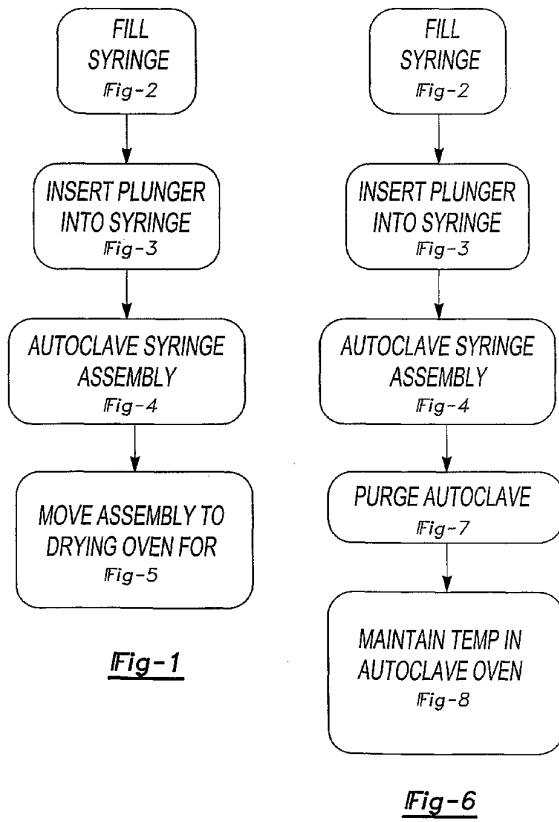 FILL
SYRINGE
Fig-2
INSERT PLUNGER
INTO SYRINGE
Fig-3
AUTOCLAVE SYRINGE
ASSEMBLY
Fig-4
MOVE ASSEMBLY TO
DRYING OVEN FOR
Fig-5
Fig-1
FILL
SYRINGE
Fig-2
INSERT PLUNGER
INTO SYRINGE
Fig-3
AUTOCLAVE SYRINGE
ASSEMBLY
Fig-4
PURGE AUTOCLAVE
Fig-7
MAINTAIN TEMP IN
AUTOCLAVE OVEN
Fig-8
Fig-6